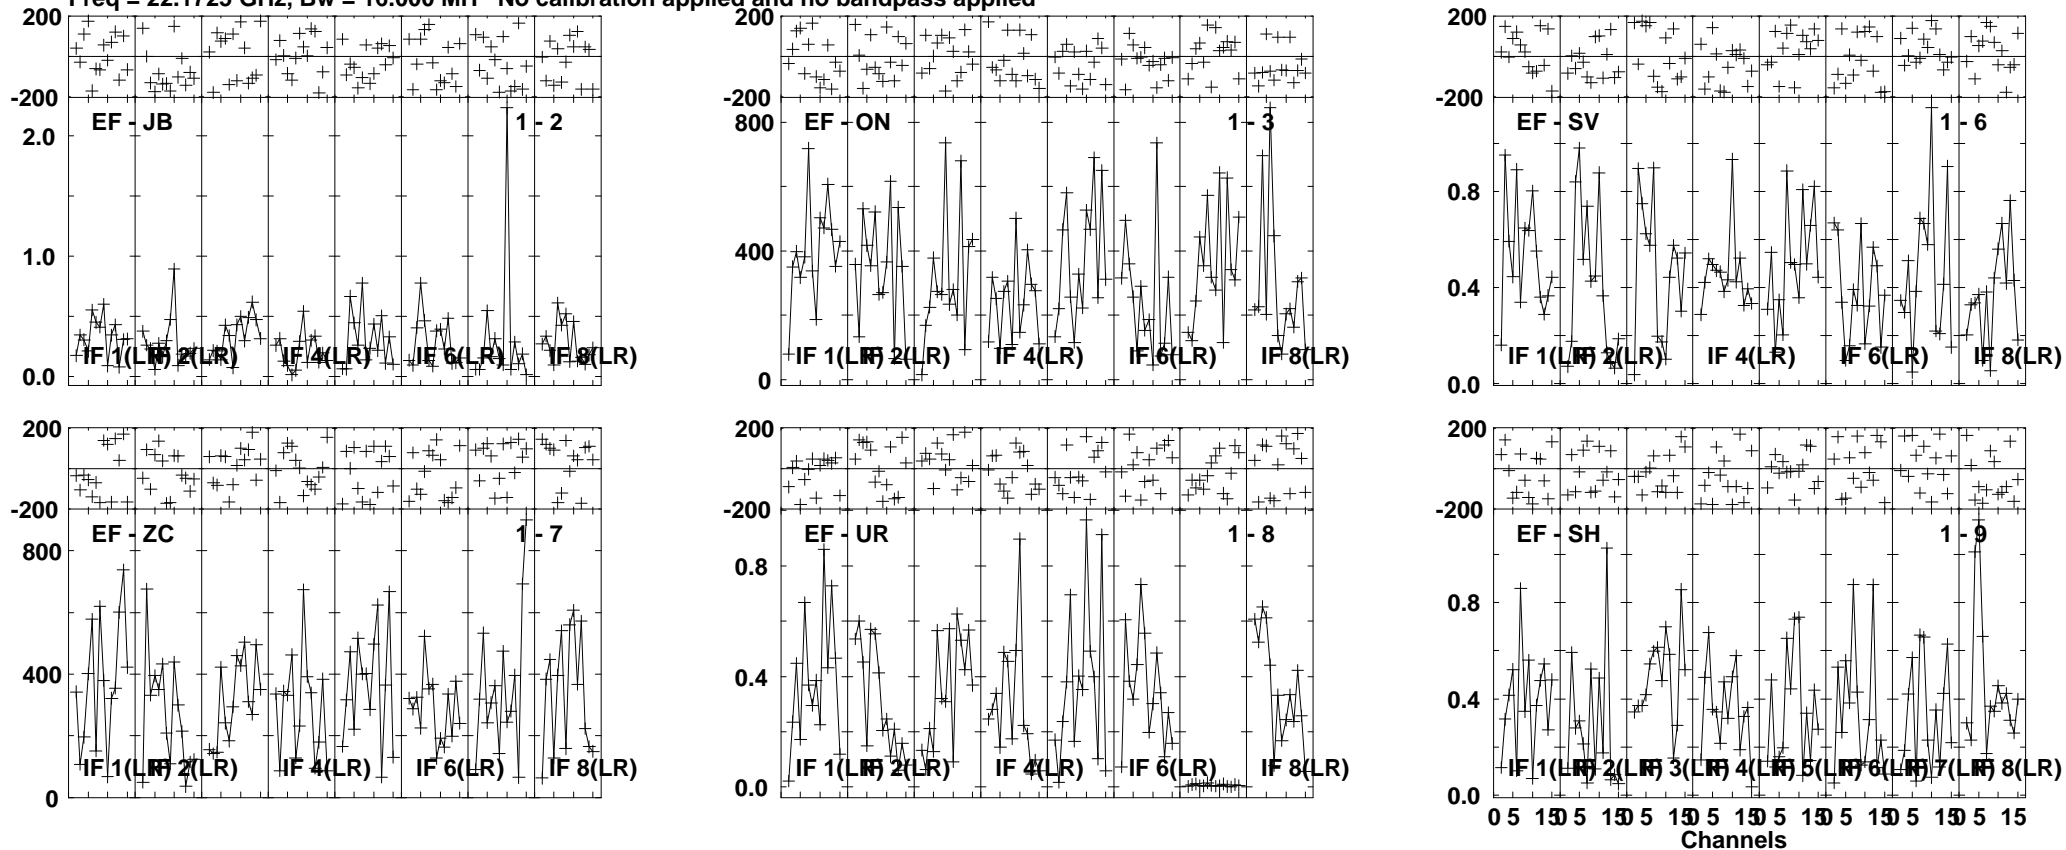 Freq = 22.1725 GHz, Bw = 16.000 MH No calibration applied and no bandpass applied
200 200 200
-200 -200 -200
EF - JB 1 - 2 EF - ON 1 - 3 EF - SV 1 - 6
2.0 800 0.8
1.0 400 0.4
0.0 0 0.0
IF 1(LR) IF 2(LR) IF 4(LR) IF 6(LR) IF 8(LR) IF 1(LR) IF 2(LR) IF 4(LR) IF 6(LR) IF 8(LR) IF 1(LR) IF 2(LR) IF 4(LR) IF 6(LR) IF 8(LR)
200 200 200
-200 -200 -200
EF - ZC 1 - 7 EF - UR 1 - 8 EF - SH 1 - 9
800 0.8 0.8
400 0.4 0.4
0 0.0 0.0
IF 1(LR) IF 2(LR) IF 4(LR) IF 6(LR) IF 8(LR) IF 1(LR) IF 2(LR) IF 4(LR) IF 6(LR) IF 8(LR) IF 1(LR) IF 2(LR) IF 3(LR) IF 4(LR) IF 5(LR) IF 6(LR) IF 7(LR) IF 8(LR)
0 5 15 0 5 15 0 5 15 0 5 15 0 5 15 0 5 15 0 5 15 0 5 15
Channels